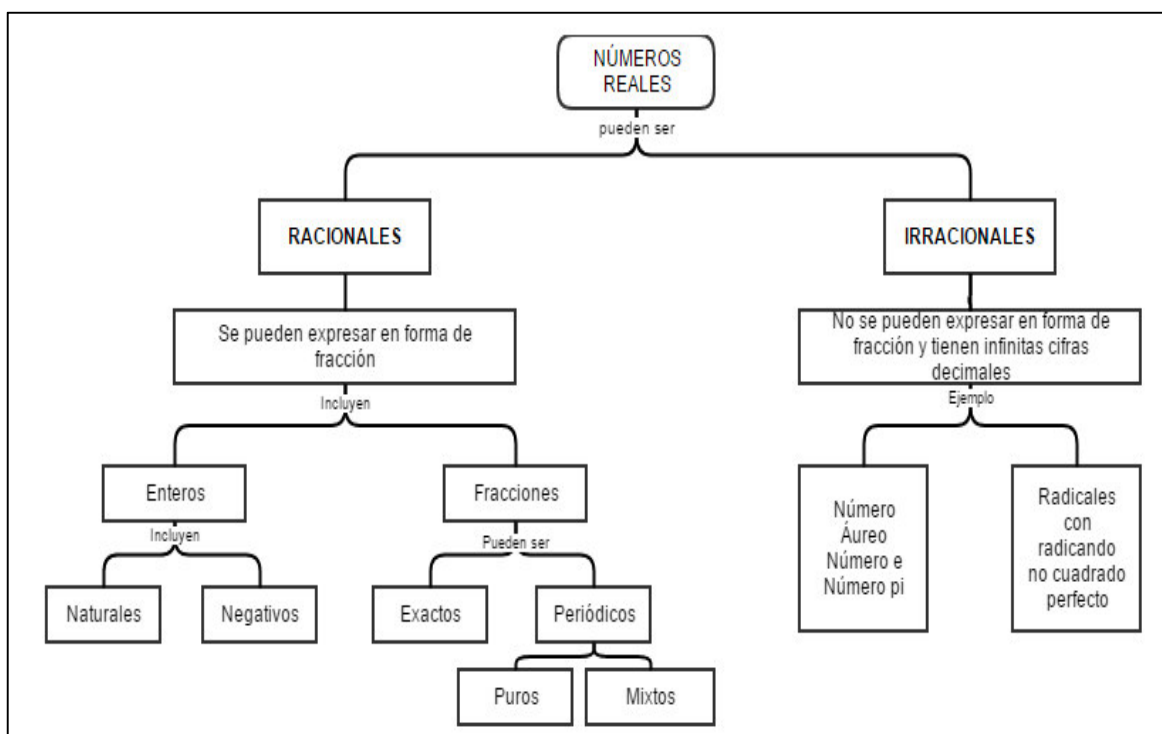 NÚMEROS
REALES
pueden ser
RACIONALES
IRRACIONALES
Se pueden expresar en forma de
fracción
No se pueden expresar en forma de
fracción y tienen infinitas cifras
decimales
Incluyen
Ejemplo
Enteros
Fracciones
Número
Áureo
Número e
Número pi
Radicales
con
radicando
no cuadrado
perfecto
Incluyen
Pueden ser
Naturales
Negativos
Exactos
Periódicos
Puros
Mixtos